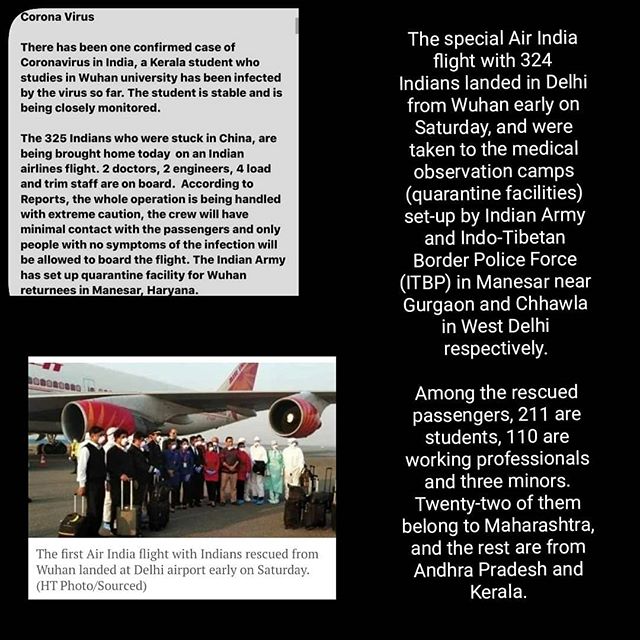 Corona Virus
There has been one confirmed case of
Coronavirus in India, a Kerala student who
studies in Wuhan university has been infected
by the virus so far. The student is stable and is
being closely monitored.
The 325 Indians who were stuck in China, are
being brought home today on an Indian
airlines flight. 2 doctors, 2 engineers, 4 load
and trim staff are on board. According to
Reports, the whole operation is being handled
with extreme caution, the crew will have
minimal contact with the passengers and only
people with no symptoms of the infection will
be allowed to board the flight. The Indian Army
has set up quarantine facility for Wuhan
returnees in Manesar, Haryana.
The first Air India flight with Indians rescued from
Wuhan landed at Delhi airport early on Saturday.
(HT Photo/Sourced)
The special Air India
flight with 324
Indians landed in Delhi
from Wuhan early on
Saturday, and were
taken to the medical
observation camps
(quarantine facilities)
set-up by Indian Army
and Indo-Tibetan
Border Police Force
(ITBP) in Manesar near
Gurgaon and Chhawla
in West Delhi
respectively.
Among the rescued
passengers, 211 are
students, 110 are
working professionals
and three minors.
Twenty-two of them
belong to Maharashtra,
and the rest are from
Andhra Pradesh and
Kerala.